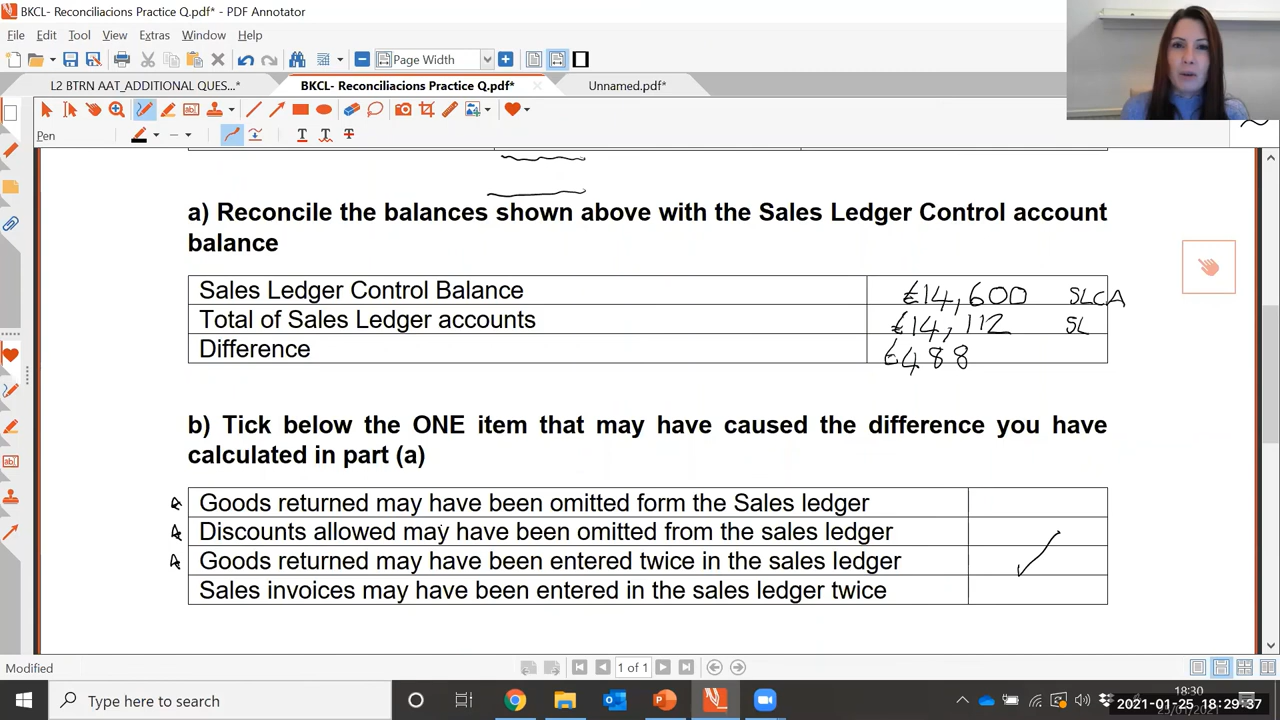 BKCL- Reconciliacions Practice Q.pdf* - PDF Annotator
File Edit Tool View Extras Window Help
Page Width
L2 BTRN AAT_ADDITIONAL QUES...*
BKCL- Reconciliacions Practice Q.pdf*
Unnamed.pdf*
Pen
a) Reconcile the balances shown above with the Sales Ledger Control account
balance
Sales Ledger Control Balance £14,600 SLCA
Total of Sales Ledger accounts £14,112 SL
Difference £488
b) Tick below the ONE item that may have caused the difference you have
calculated in part (a)
Goods returned may have been omitted form the Sales ledger
Discounts allowed may have been omitted from the sales ledger
Goods returned may have been entered twice in the sales ledger
Sales invoices may have been entered in the sales ledger twice
Modified
1 of 1
Type here to search
18:30
2021-01-25 18:29:37